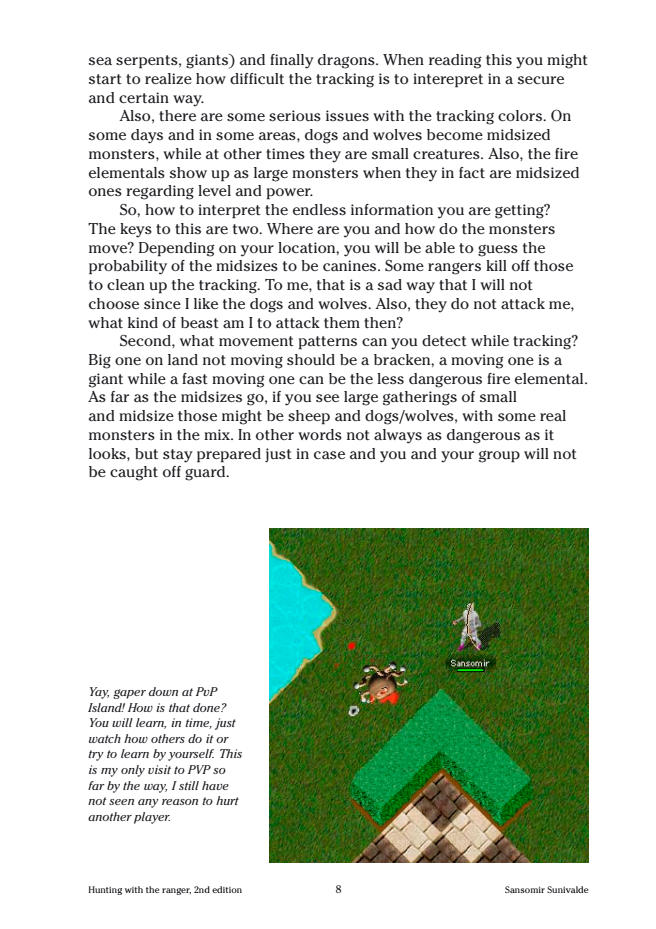 sea serpents, giants) and finally dragons. When reading this you might
start to realize how difficult the tracking is to interepret in a secure
and certain way.
Also, there are some serious issues with the tracking colors. On
some days and in some areas, dogs and wolves become midsized
monsters, while at other times they are small creatures. Also, the fire
elementals show up as large monsters when they in fact are midsized
ones regarding level and power.
So, how to interpret the endless information you are getting?
The keys to this are two. Where are you and how do the monsters
move? Depending on your location, you will be able to guess the
probability of the midsizes to be canines. Some rangers kill off those
to clean up the tracking. To me, that is a sad way that I will not
choose since I like the dogs and wolves. Also, they do not attack me,
what kind of beast am I to attack them then?
Second, what movement patterns can you detect while tracking?
Big one on land not moving should be a bracken, a moving one is a
giant while a fast moving one can be the less dangerous fire elemental.
As far as the midsizes go, if you see large gatherings of small
and midsize those might be sheep and dogs/wolves, with some real
monsters in the mix. In other words not always as dangerous as it
looks, but stay prepared just in case and you and your group will not
be caught off guard.
Sansomir
Yay, gaper down at PvP
Island! How is that done?
You will learn, in time, just
watch how others do it or
try to learn by yourself. This
is my only visit to PVP so
far by the way, I still have
not seen any reason to hurt
another player.
Hunting with the ranger, 2nd edition
8
Sansomir Sunivalde